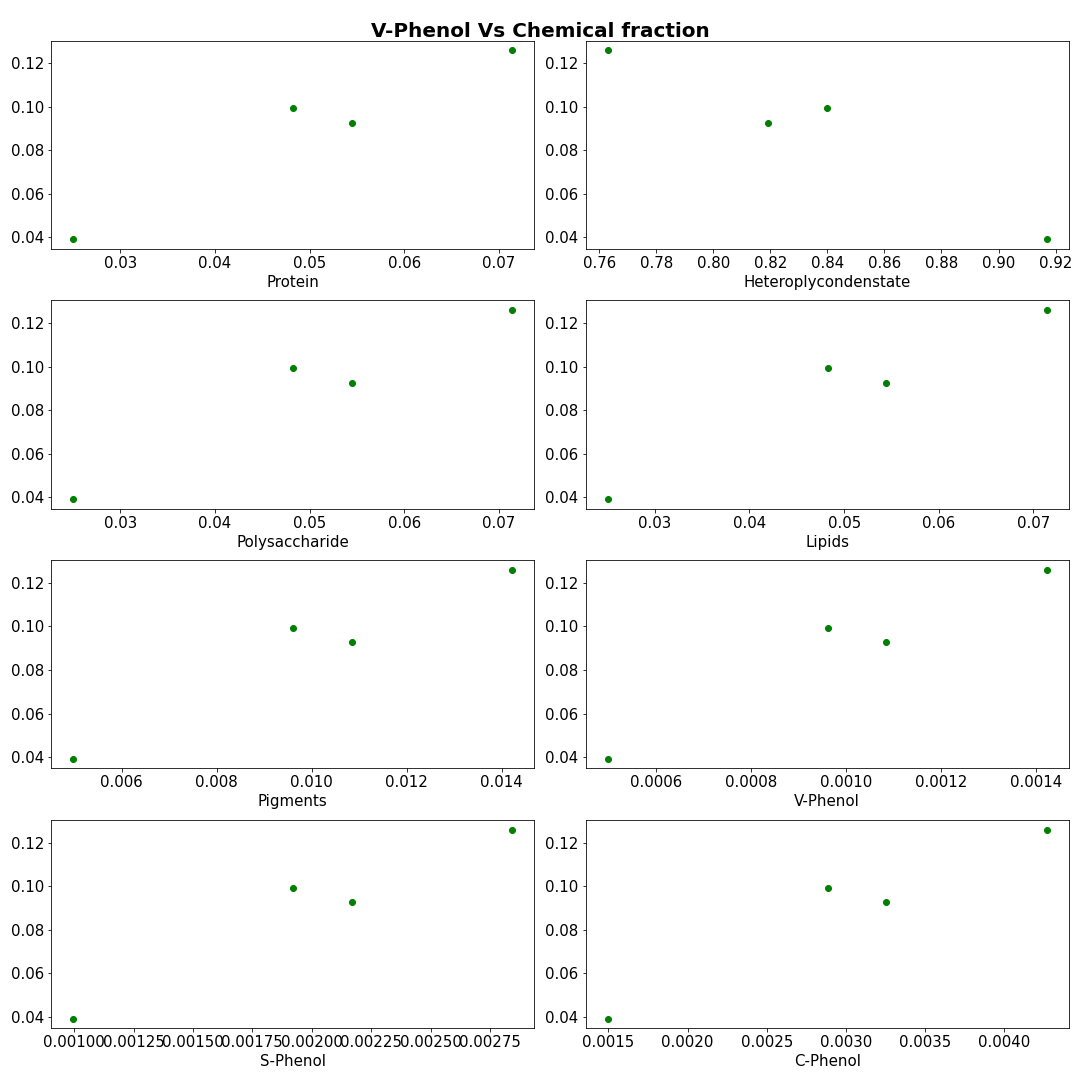 V-Phenol Vs Chemical fraction
0.12
0.10
0.08
0.06
0.04
0.03 0.04 0.05 0.06 0.07
Protein
0.12
0.10
0.08
0.06
0.04
0.76 0.78 0.80 0.82 0.84 0.86 0.88 0.90 0.92
Heteroplycondenstate
0.12
0.10
0.08
0.06
0.04
0.03 0.04 0.05 0.06 0.07
Polysaccharide
0.12
0.10
0.08
0.06
0.04
0.03 0.04 0.05 0.06 0.07
Lipids
0.12
0.10
0.08
0.06
0.04
0.006 0.008 0.010 0.012 0.014
Pigments
0.12
0.10
0.08
0.06
0.04
0.0006 0.0008 0.0010 0.0012 0.0014
V-Phenol
0.12
0.10
0.08
0.06
0.04
0.00100 0.00125 0.00150 0.00175 0.00200 0.00225 0.00250 0.00275
S-Phenol
0.12
0.10
0.08
0.06
0.04
0.0015 0.0020 0.0025 0.0030 0.0035 0.0040
C-Phenol